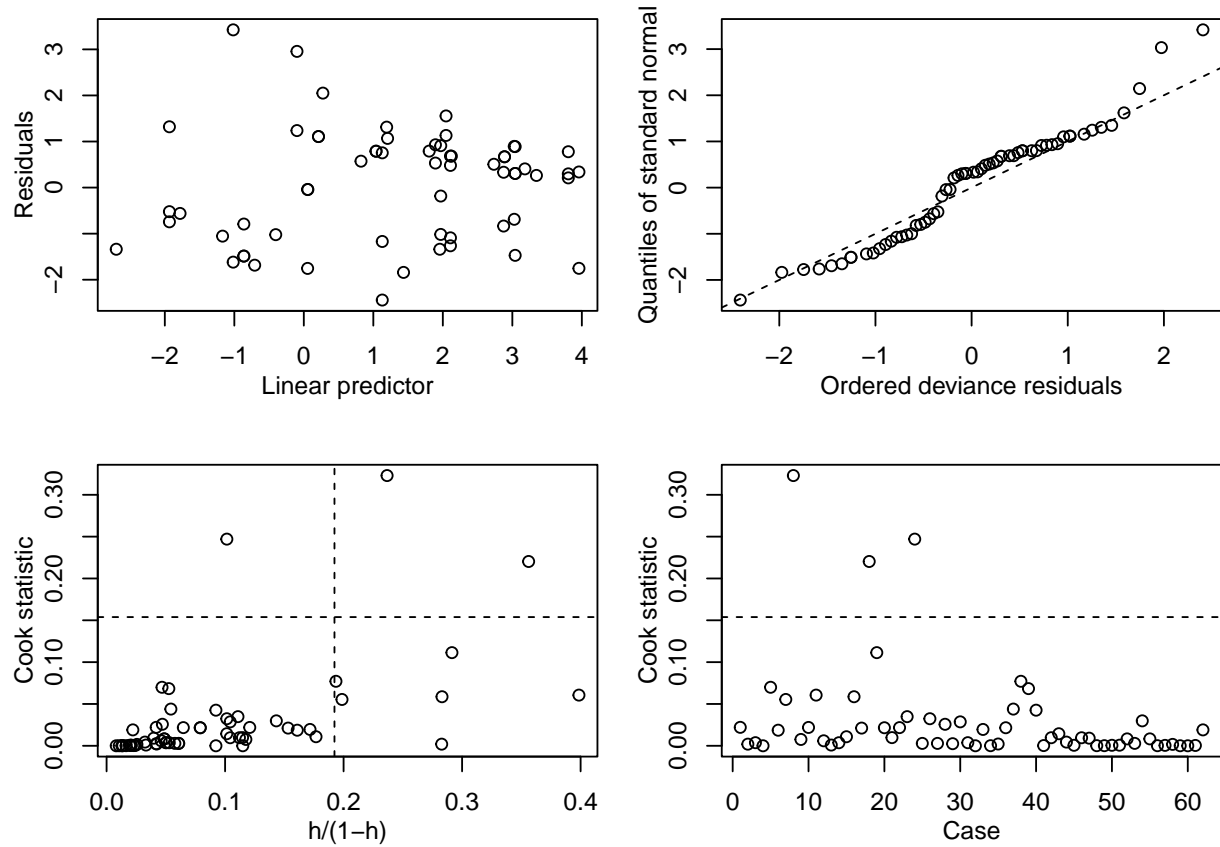 3
2
1
0
−2
Residuals
−2 −1 0 1 2 3 4
Linear predictor
3
2
1
0
−2
Quantiles of standard normal
−2 −1 0 1 2
Ordered deviance residuals
0.30
0.20
0.10
0.00
Cook statistic
0.0 0.1 0.2 0.3 0.4
h/(1−h)
0.30
0.20
0.10
0.00
Cook statistic
0 10 20 30 40 50 60
Case